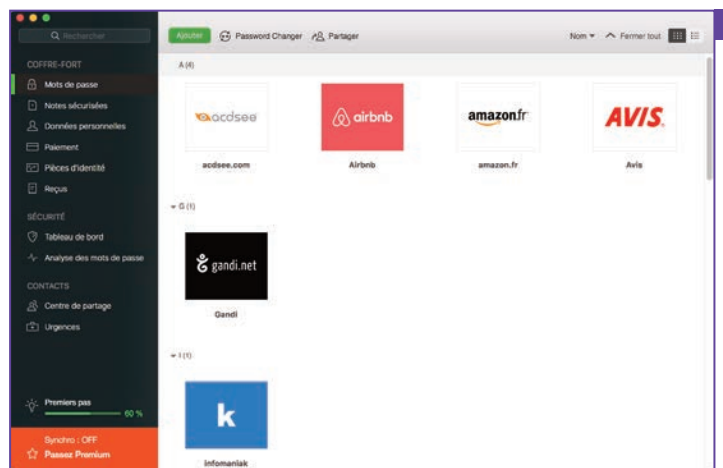 Rechercher
Ajouter
Password Changer
Partager
Nom
Fermer tout
COFFRE-FORT
Mots de passe
Notes sécurisées
Données personnelles
Paiement
Pièces d'identité
Reçus
SÉCURITÉ
Tableau de bord
Analyse des mots de passe
CONTACTS
Centre de partage
Urgences
Premiers pas
60 %
Synchro : OFF
Passez Premium
A (4)
acdsee
airbnb
amazon.fr
AVIS
acdsee.com
Airbnb
amazon.fr
Avis
G (1)
gandi.net
Gandi
I (1)
k
infomaniak